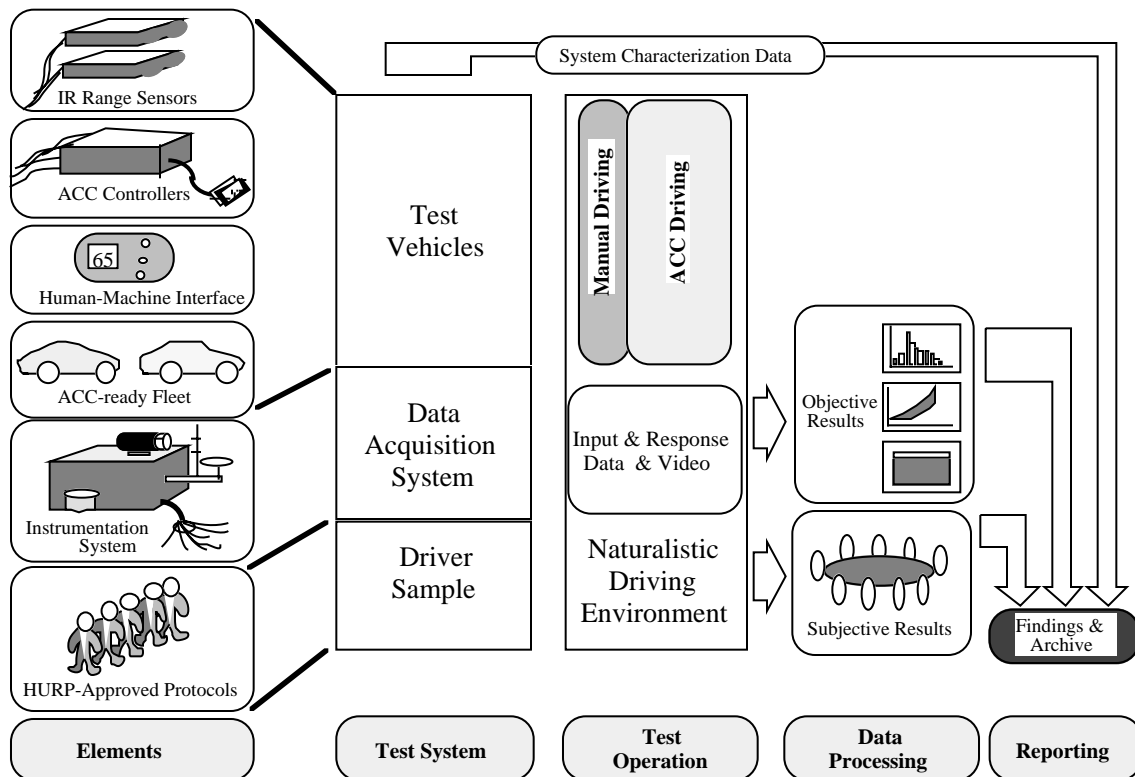 System Characterization Data
IR Range Sensors
ACC Controllers
65
Human-Machine Interface
ACC-ready Fleet
Instrumentation
System
HURP-Approved Protocols
Elements
Test
Vehicles
Data
Acquisition
System
Driver
Sample
Test System
Manual Driving
ACC Driving
Input & Response
Data & Video
Naturalistic
Driving
Environment
Test
Operation
Objective
Results
Subjective Results
Data
Processing
Findings &
Archive
Reporting